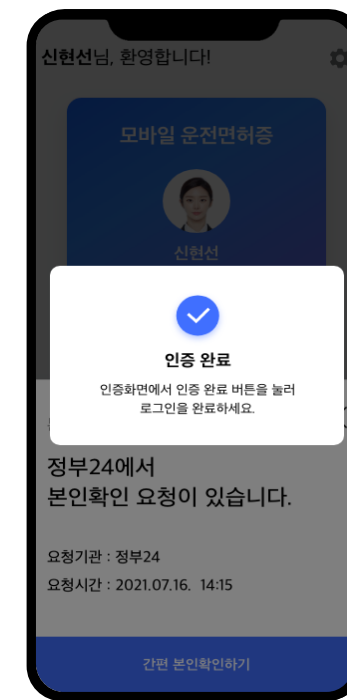 신현선님, 환영합니다!
모바일 운전면허증
신현선
인증 완료
인증화면에서 인증 완료 버튼을 눌러
로그인을 완료하세요.
정부24에서
본인확인 요청이 있습니다.
요청기관 : 정부24
요청시간 : 2021.07.16. 14:15
간편 본인확인하기